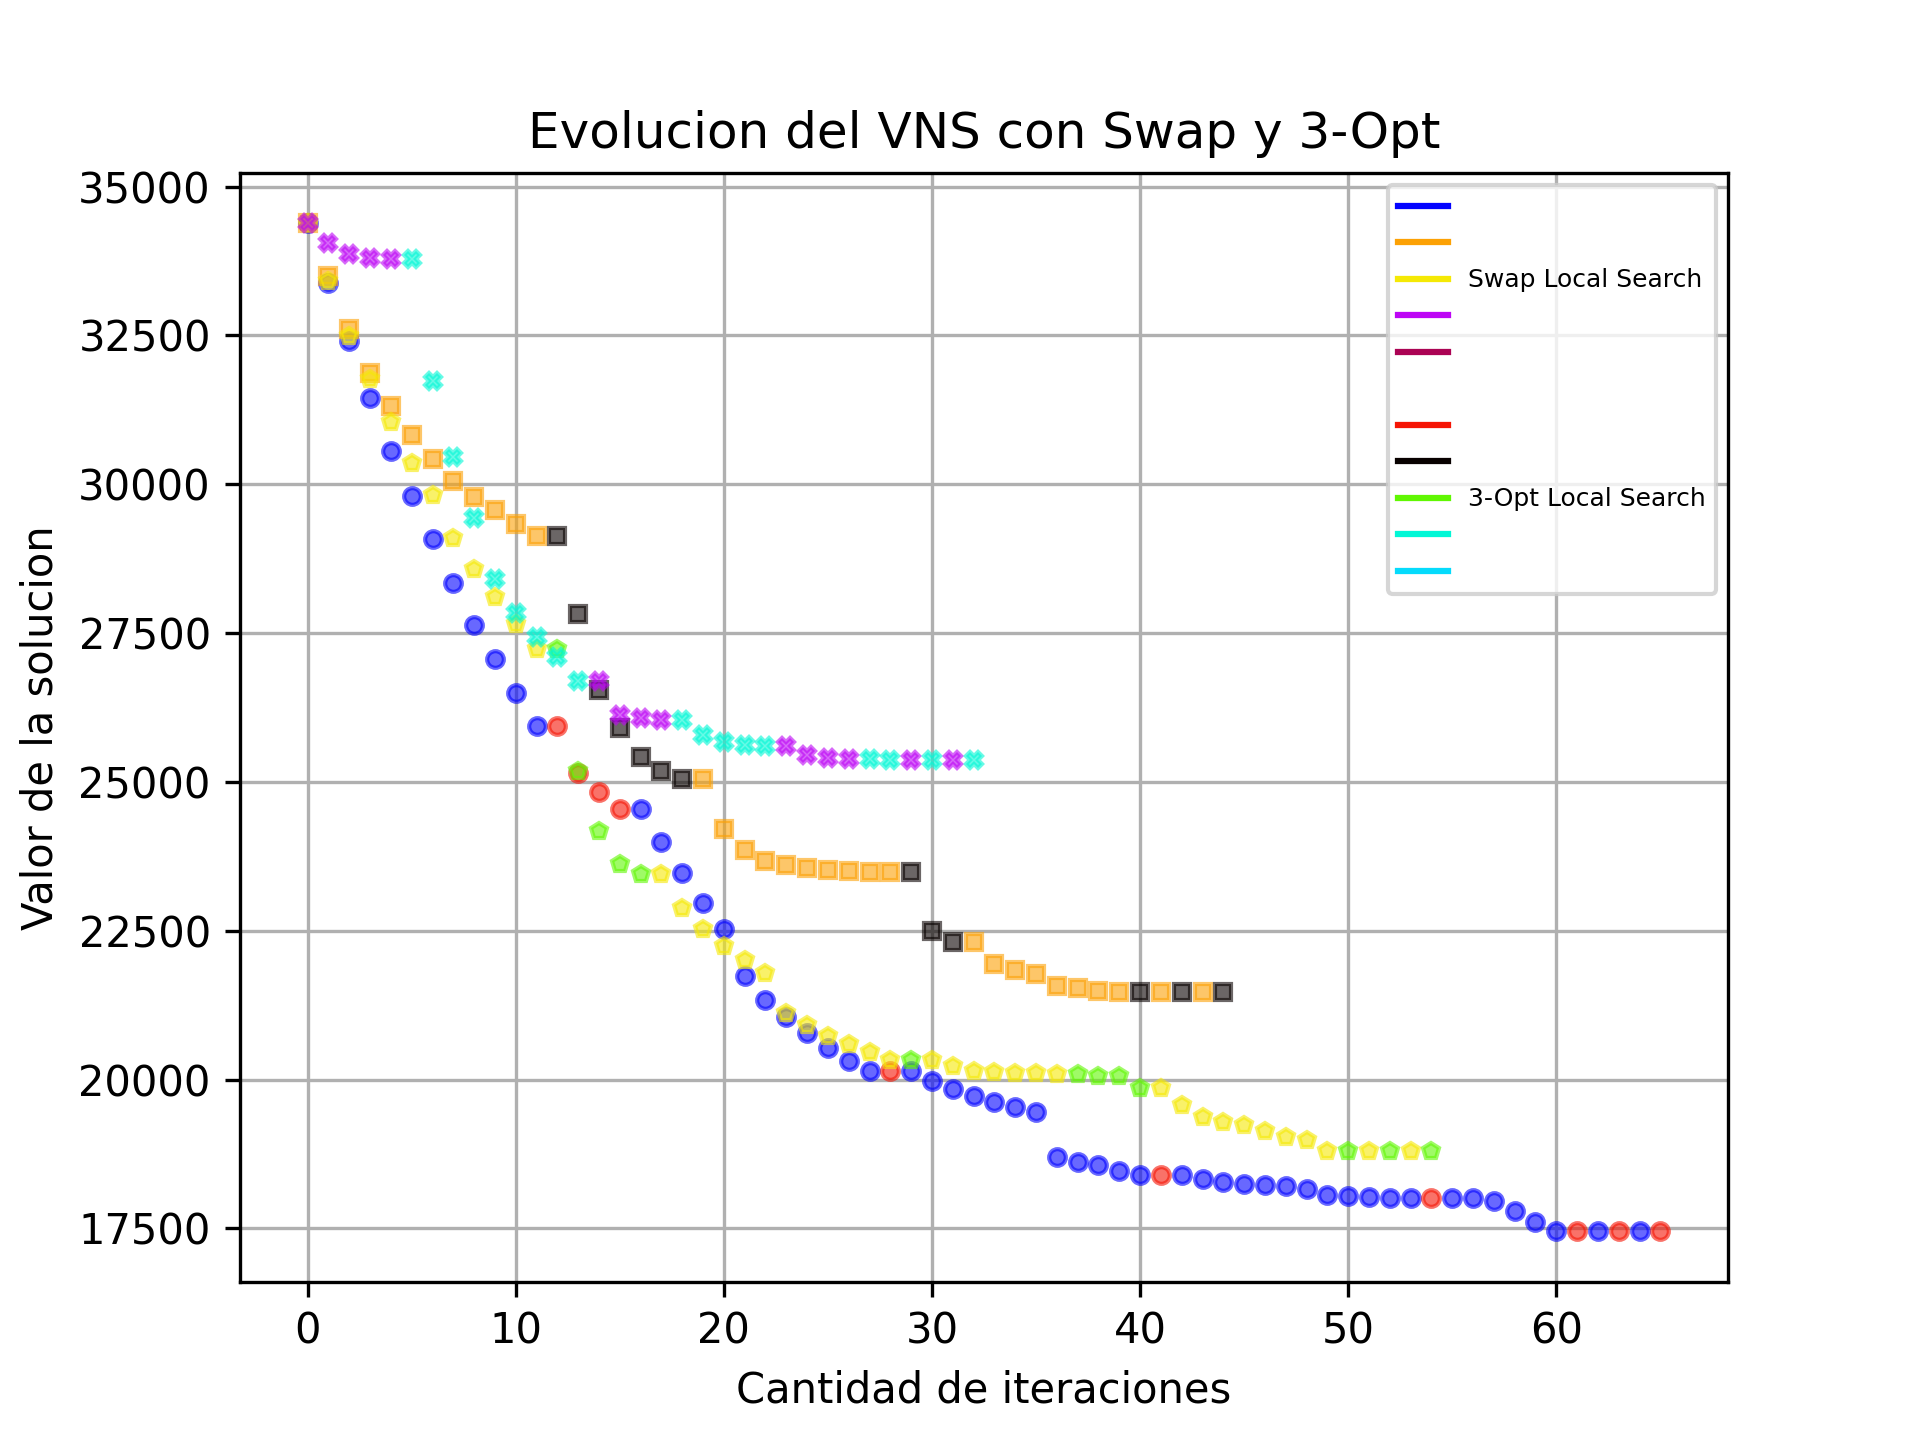 Evolucion del VNS con Swap y 3-Opt
35000
32500
30000
27500
25000
22500
20000
17500
Valor de la solucion
Swap Local Search
3-Opt Local Search
0 10 20 30 40 50 60
Cantidad de iteraciones